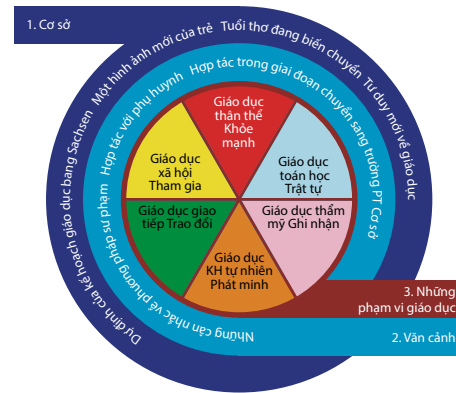 1. Cơ sở
Dự định của kế hoạch giáo dục bang Sachsen Một hình ảnh mới của trẻ Tuổi thơ đang biến chuyển Tư duy mới về giáo dục
Những cân nhắc về phương pháp sư phạm Hợp tác với phụ huynh Hợp tác trong giai đoạn chuyển sang trường PT Cơ sở
Giáo dục
thân thể
Khỏe
mạnh
Giáo dục
xã hội
Tham gia
Giáo dục
toán học
Trật tự
Giáo dục giao
tiếp Trao đổi
Giáo dục thẩm
mỹ Ghi nhận
Giáo dục
KH tự nhiên
Phát minh
3. Những
phạm vi giáo dục
2. Văn cảnh